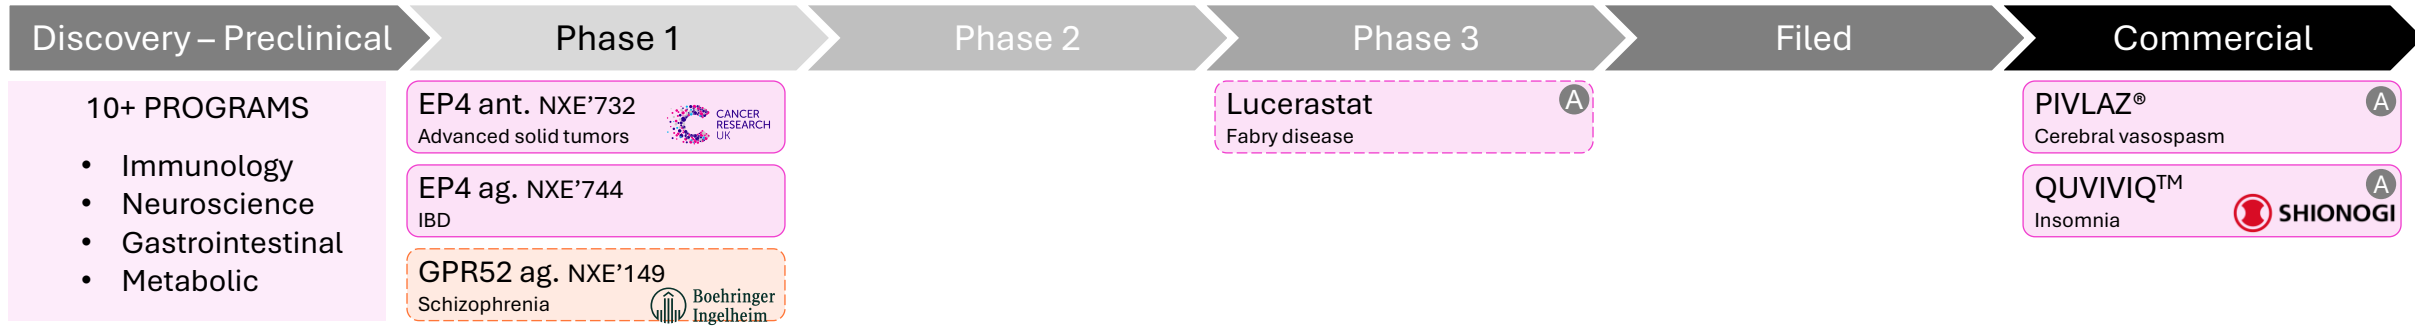 Discovery – Preclinical
Phase 1
Phase 2
Phase 3
Filed
Commercial
10+ PROGRAMS
• Immunology
• Neuroscience
• Gastrointestinal
• Metabolic
EP4 ant. NXE’732
Advanced solid tumors
CANCER
RESEARCH
UK
EP4 ag. NXE’744
IBD
GPR52 ag. NXE’149
Schizophrenia
Boehringer
Ingelheim
Lucerastat
A
Fabry disease
PIVLAZ®
A
Cerebral vasospasm
QUVIVIQ™
A
Insomnia
SHIONOGI